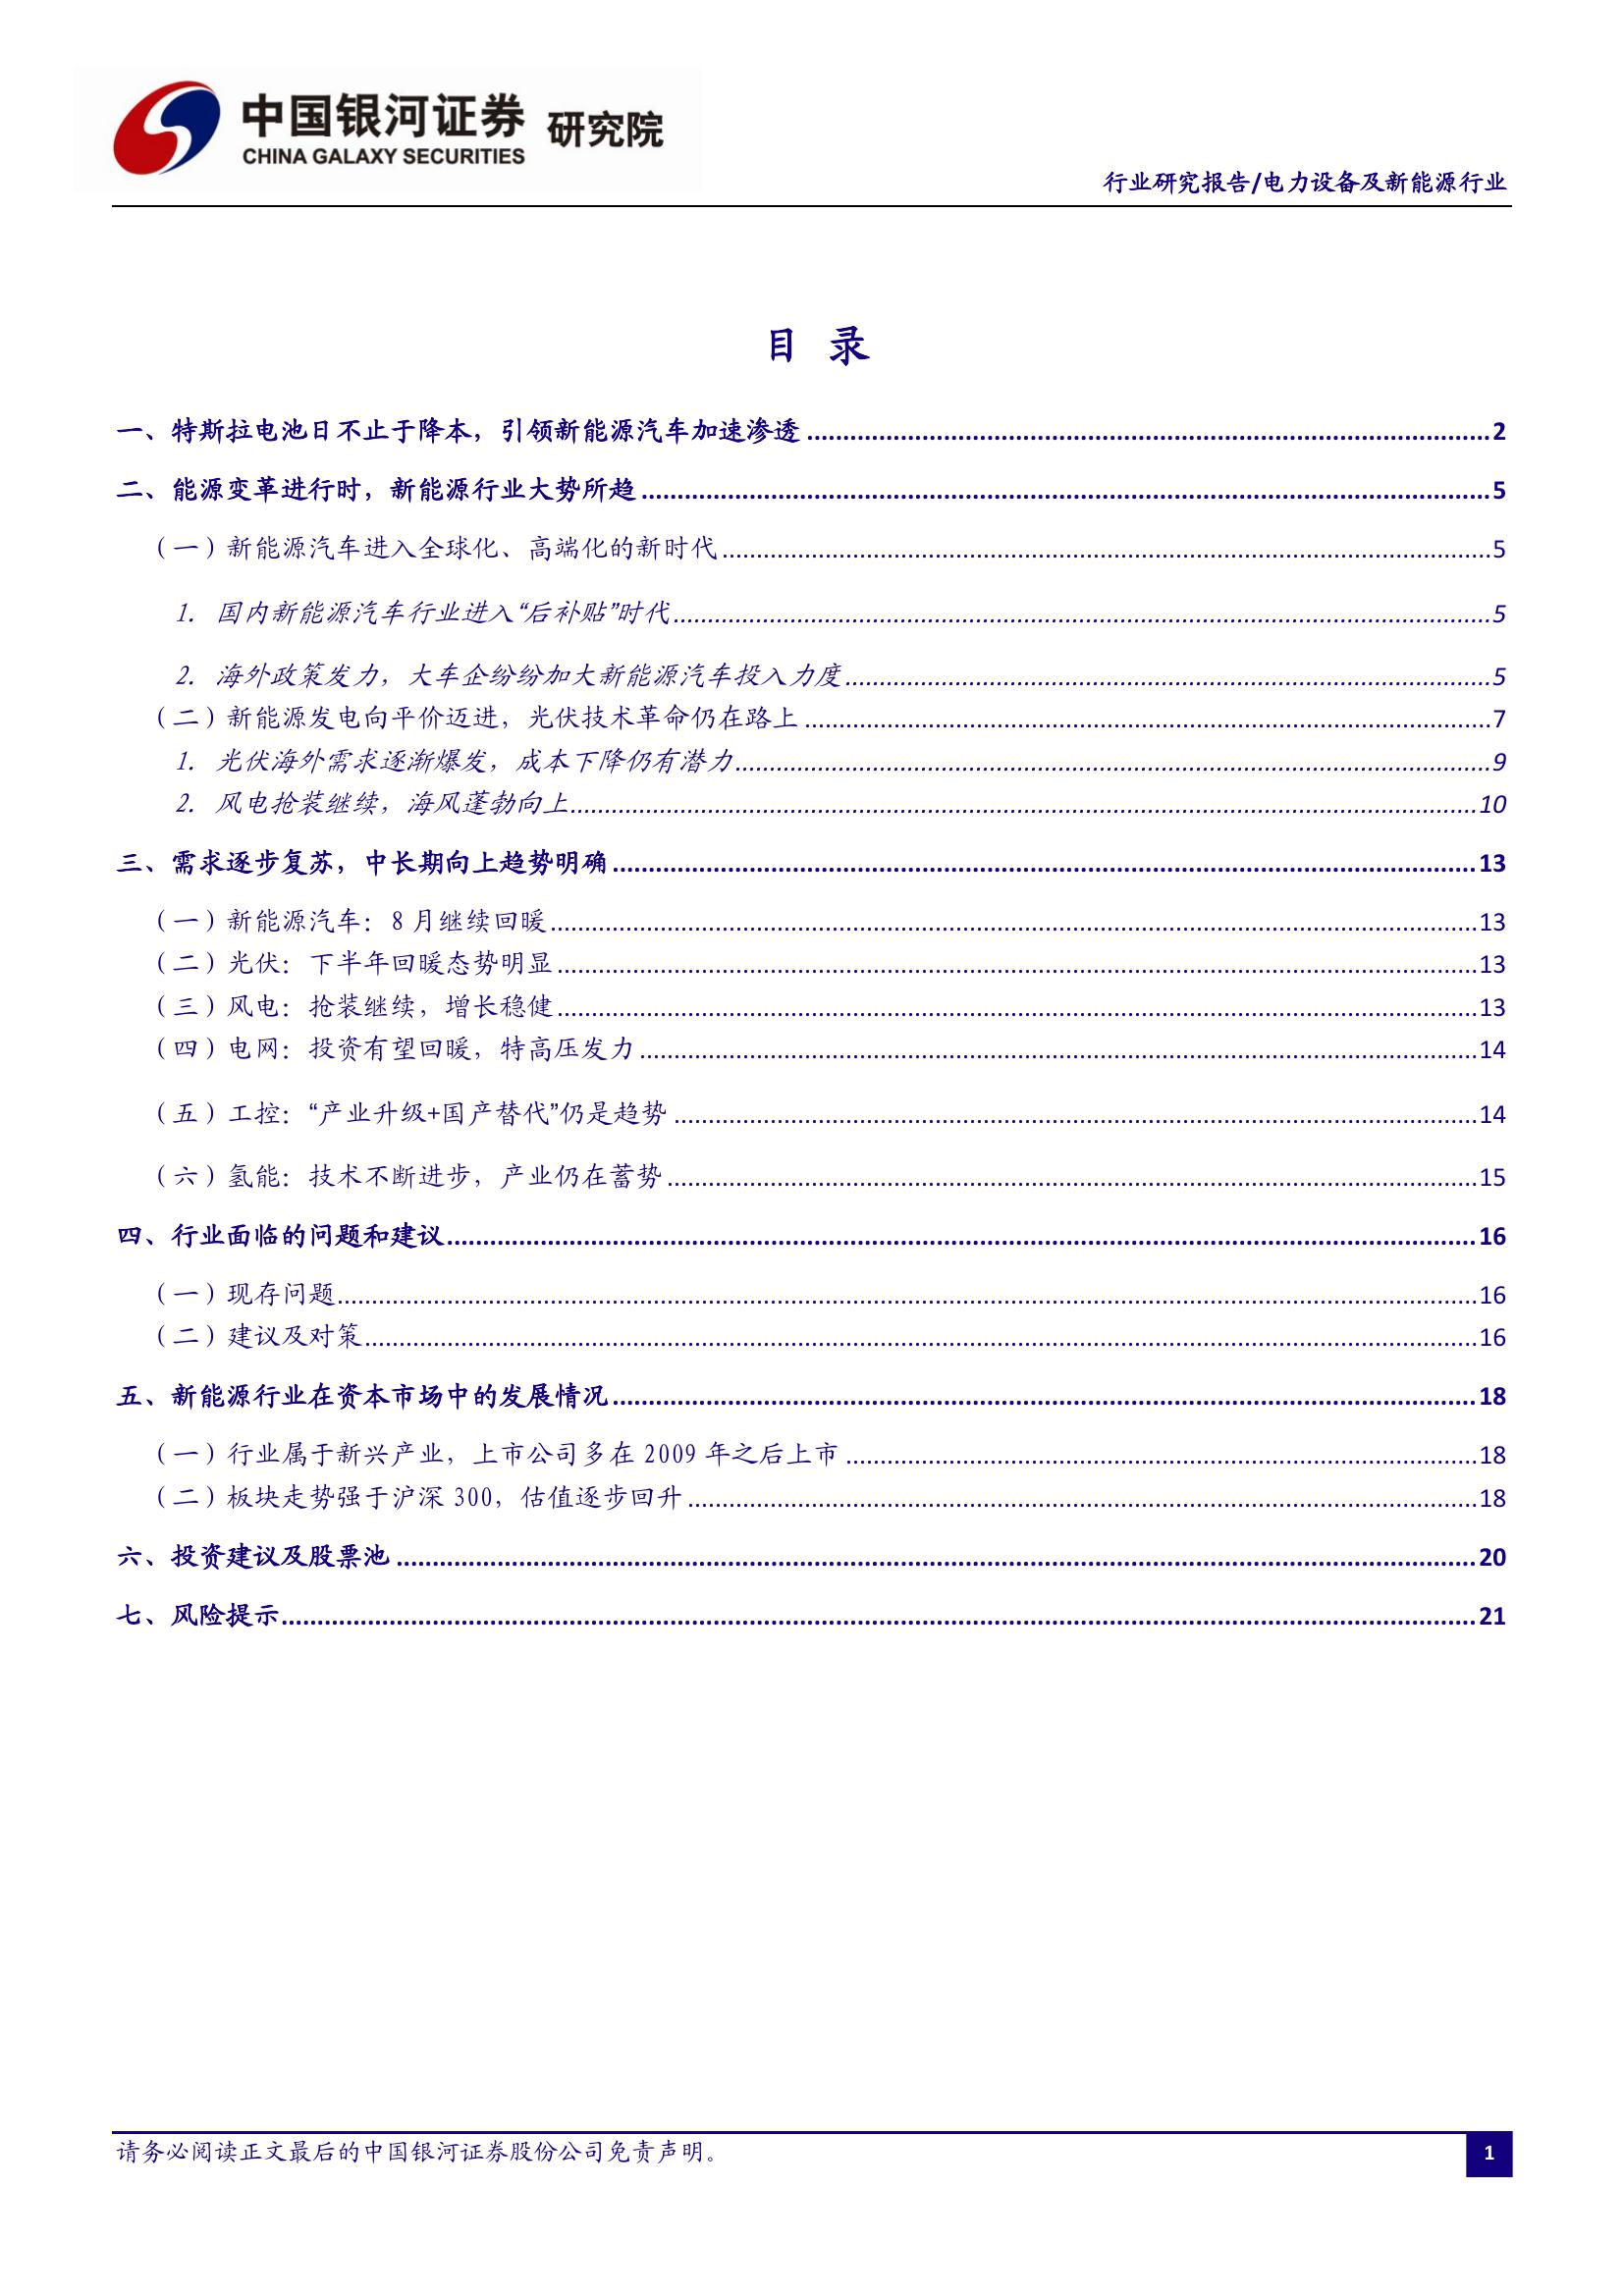 中国银河证券 研究院
CHINA GALAXY SECURITIES
行业研究报告/电力设备及新能源行业
目 录
一、特斯拉电池日不止于降本，引领新能源汽车加速渗透 2
二、能源变革进行时，新能源行业大势所趋 5
（一）新能源汽车进入全球化、高端化的新时代 5
1. 国内新能源汽车行业进入“后补贴”时代 5
2. 海外政策发力，大车企纷纷加大新能源汽车投入力度 5
（二）新能源发电向平价迈进，光伏技术革命仍在路上 7
1. 光伏海外需求逐渐爆发，成本下降仍有潜力 9
2. 风电抢装继续，海风蓬勃向上 10
三、需求逐步复苏，中长期向上趋势明确 13
（一）新能源汽车：8 月继续回暖 13
（二）光伏：下半年回暖态势明显 13
（三）风电：抢装继续，增长稳健 13
（四）电网：投资有望回暖，特高压发力 14
（五）工控：“产业升级+国产替代”仍是趋势 14
（六）氢能：技术不断进步，产业仍在蓄势 15
四、行业面临的问题和建议 16
（一）现存问题 16
（二）建议及对策 16
五、新能源行业在资本市场中的发展情况 18
（一）行业属于新兴产业，上市公司多在 2009 年之后上市 18
（二）板块走势强于沪深 300，估值逐步回升 18
六、投资建议及股票池 20
七、风险提示 21
请务必阅读正文最后的中国银河证券股份公司免责声明。
1